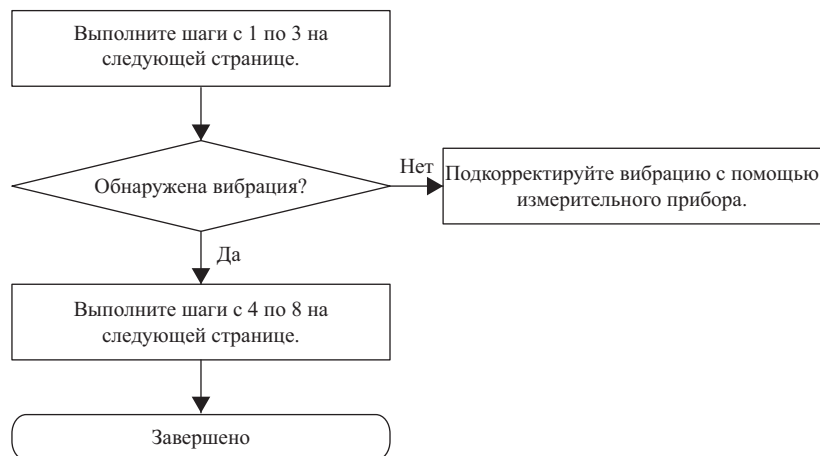 Выполните шаги с 1 по 3 на
следующей странице.
Обнаружена вибрация?
Нет
Подкорректируйте вибрацию с помощью
измерительного прибора.
Да
Выполните шаги с 4 по 8 на
следующей странице.
Завершено